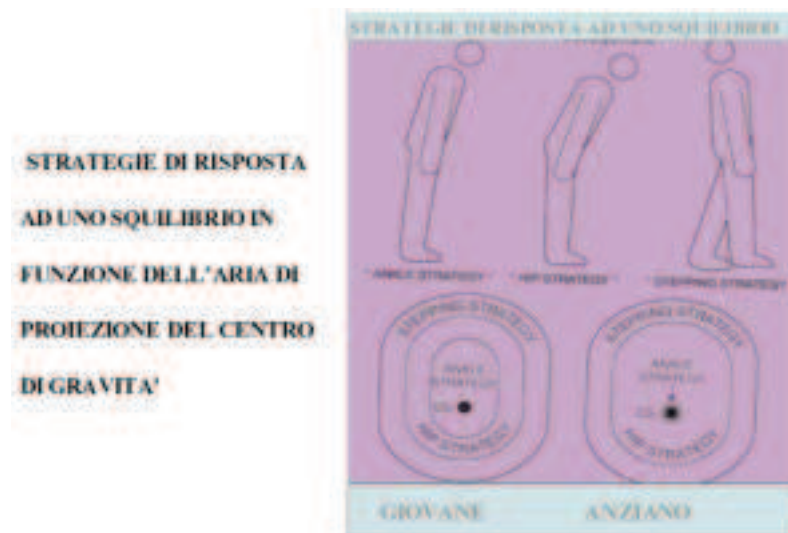 STRATEGIE DI RISPOSTA
AD UNO SQUILIBRIO IN
FUNZIONE DELL'ARIA DI
PROIEZIONE DEL CENTRO
DI GRAVITA'
STRATEGIE DI RISPOSTA AD UNO SQUILIBRIO
ANKLE STRATEGY HIP STRATEGY STEPPING STRATEGY
STEPPING STRATEGY
ANKLE
STRATEGY
HIP STRATEGY
STEPPING STRATEGY
ANKLE
STRATEGY
HIP STRATEGY
GIOVANE ANZIANO